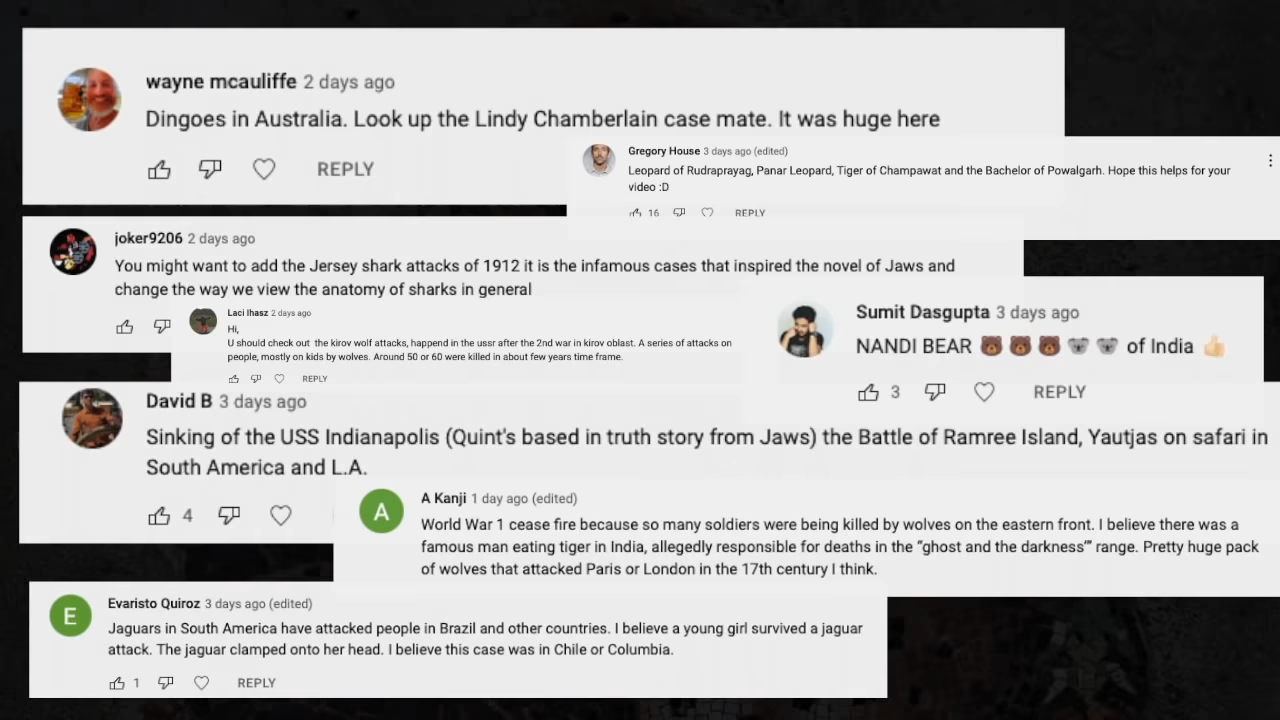 wayne mcauliffe 2 days ago
Dingoes in Australia. Look up the Lindy Chamberlain case mate. It was huge here
REPLY
Gregory House 3 days ago (edited)
Leopard of Rudraprayag, Panar Leopard, Tiger of Champawat and the Bachelor of Powalgarh. Hope this helps for your
video :D
16 REPLY
joker9206 2 days ago
You might want to add the Jersey shark attacks of 1912 it is the infamous cases that inspired the novel of Jaws and
change the way we view the anatomy of sharks in general
Laci Ihasz 2 days ago
Hi,
U should check out the kirov wolf attacks, happend in the ussr after the 2nd war in kirov oblast. A series of attacks on
people, mostly on kids by wolves. Around 50 or 60 were killed in about few years time frame.
REPLY
Sumit Dasgupta 3 days ago
NANDI BEAR 🐻🐻🐻🐨🐨 of India 👍🏻
3 REPLY
David B 3 days ago
Sinking of the USS Indianapolis (Quint's based in truth story from Jaws) the Battle of Ramree Island, Yautjas on safari in
South America and L.A.
4
A
A Kanji 1 day ago (edited)
World War 1 cease fire because so many soldiers were being killed by wolves on the eastern front. I believe there was a
famous man eating tiger in India, allegedly responsible for deaths in the “ghost and the darkness’” range. Pretty huge pack
of wolves that attacked Paris or London in the 17th century I think.
E
Evaristo Quiroz 3 days ago (edited)
Jaguars in South America have attacked people in Brazil and other countries. I believe a young girl survived a jaguar
attack. The jaguar clamped onto her head. I believe this case was in Chile or Columbia.
1 REPLY